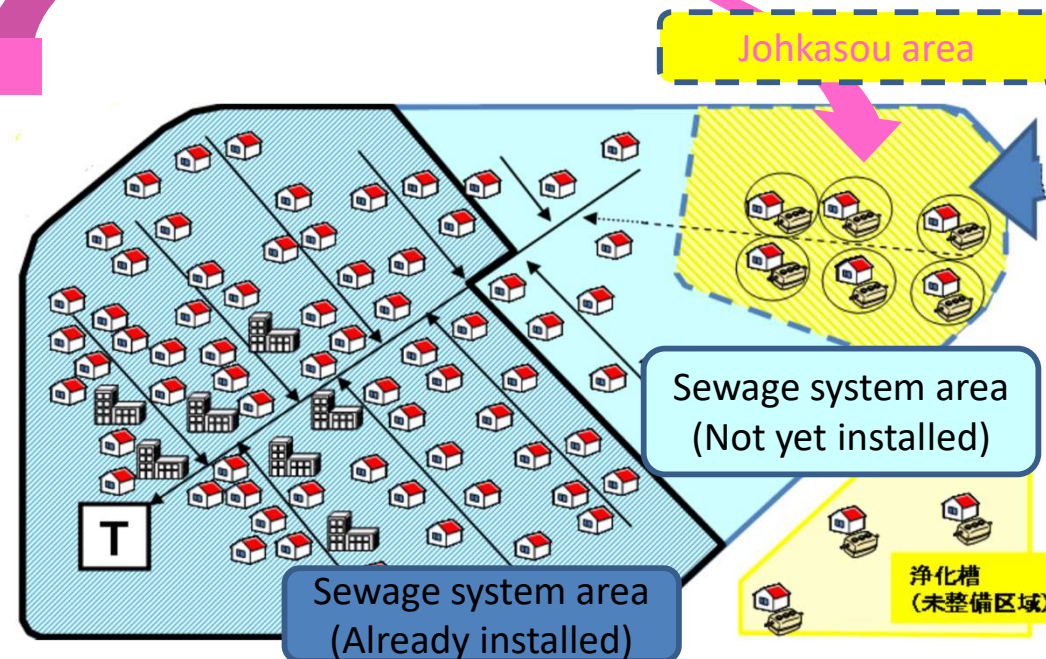 Johkasou area
Sewage system area
(Not yet installed)
T
浄化槽
(未整備区域)
Sewage system area
(Already installed)